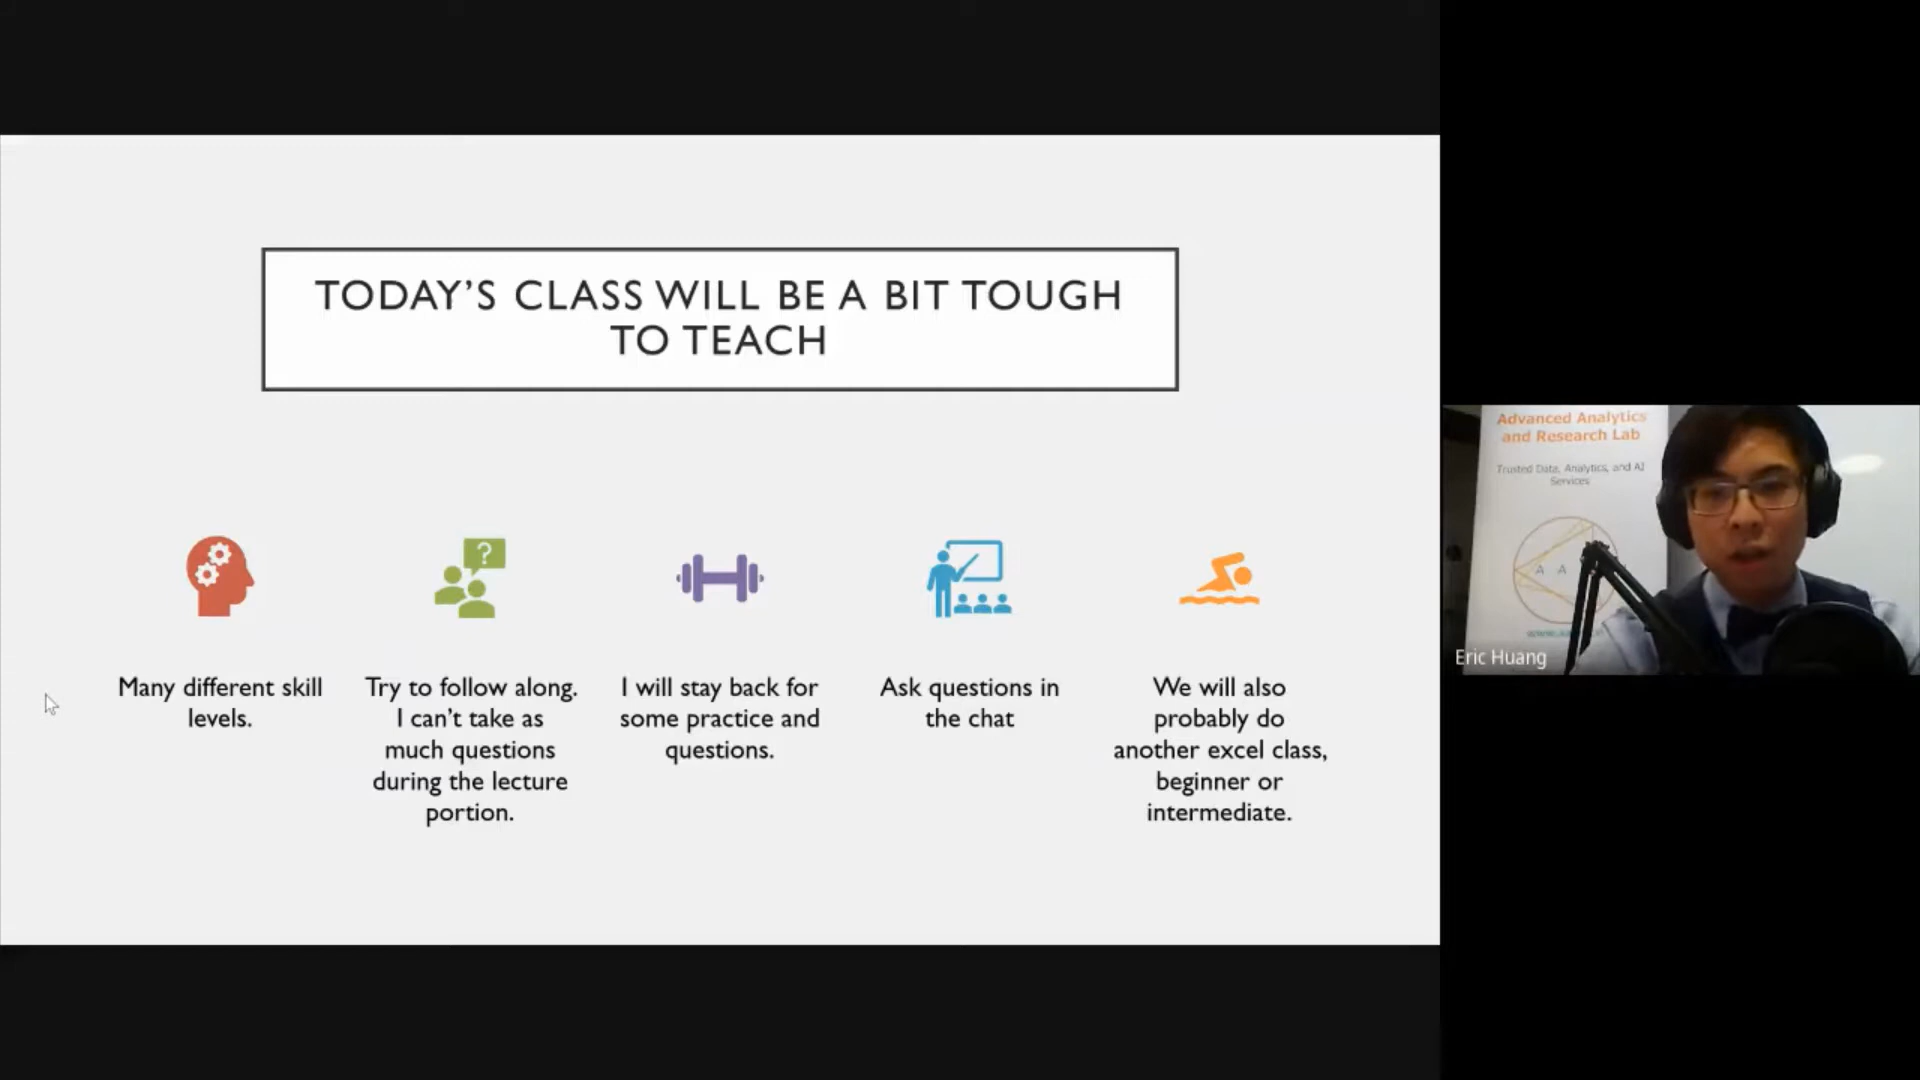 TODAY’S CLASS WILL BE A BIT TOUGH
TO TEACH
?
Many different skill
levels.
Try to follow along.
I can’t take as
much questions
during the lecture
portion.
I will stay back for
some practice and
questions.
Ask questions in
the chat
We will also
probably do
another excel class,
beginner or
intermediate.
Advanced Analytics
and Research Lab
Trusted Data, Analytics, and AI
Services
A A
Eric Huang